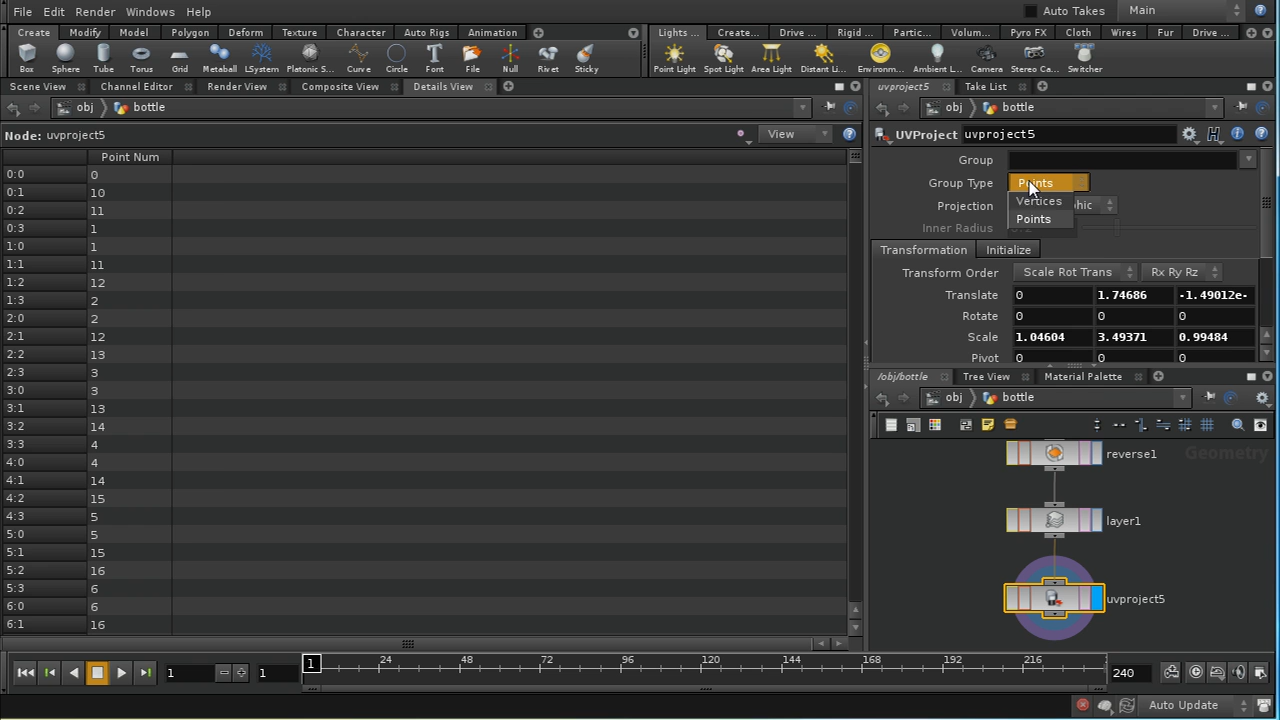 File Edit Render Windows Help Auto Takes Main
Create Modify Model Polygon Deform Texture Character Auto Rigs Animation Lights ... Create... Drive ... Rigid ... Partic... Volum... Pyro FX Cloth Wires Fur Drive ...
Box Sphere Tube Torus Grid Metaball LSystem Platonic S... Curve Circle Font File Null Rivet Sticky Point Light Spot Light Area Light Distant Li... Environm... Ambient L... Camera Stereo Ca... Switcher
Scene View Channel Editor Render View Composite View Details View
obj bottle
Node: uvproject5 View
Point Num
0:0 0
0:1 10
0:2 11
0:3 1
1:0 1
1:1 11
1:2 12
1:3 2
2:0 2
2:1 12
2:2 13
2:3 3
3:0 3
3:1 13
3:2 14
3:3 4
4:0 4
4:1 14
4:2 15
4:3 5
5:0 5
5:1 15
5:2 16
5:3 6
6:0 6
6:1 16
uvproject5 Take List
obj bottle
UVProject uvproject5
Group
Group Type Points
Vertices
Projection phic
Points
Inner Radius
Transformation Initialize
Transform Order Scale Rot Trans Rx Ry Rz
Translate 0 1.74686 -1.49012e-
Rotate 0 0 0
Scale 1.04604 3.49371 0.99484
Pivot 0 0 0
/obj/bottle Tree View Material Palette
obj bottle
Geometry
reverse1
layer1
uvproject5
1 1 1 24 48 72 96 120 144 168 192 216 240
Auto Update